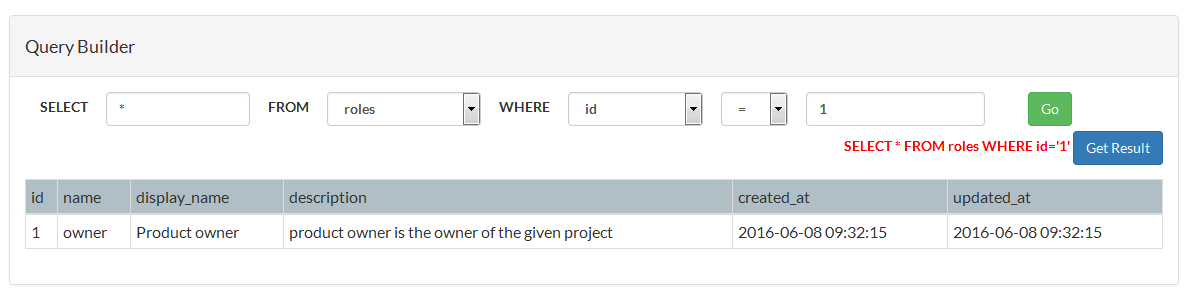 Query Builder
SELECT * FROM roles WHERE id = 1 Go
SELECT * FROM roles WHERE id='1' Get Result
id name display_name description created_at updated_at
1 owner Product owner product owner is the owner of the given project 2016-06-08 09:32:15 2016-06-08 09:32:15